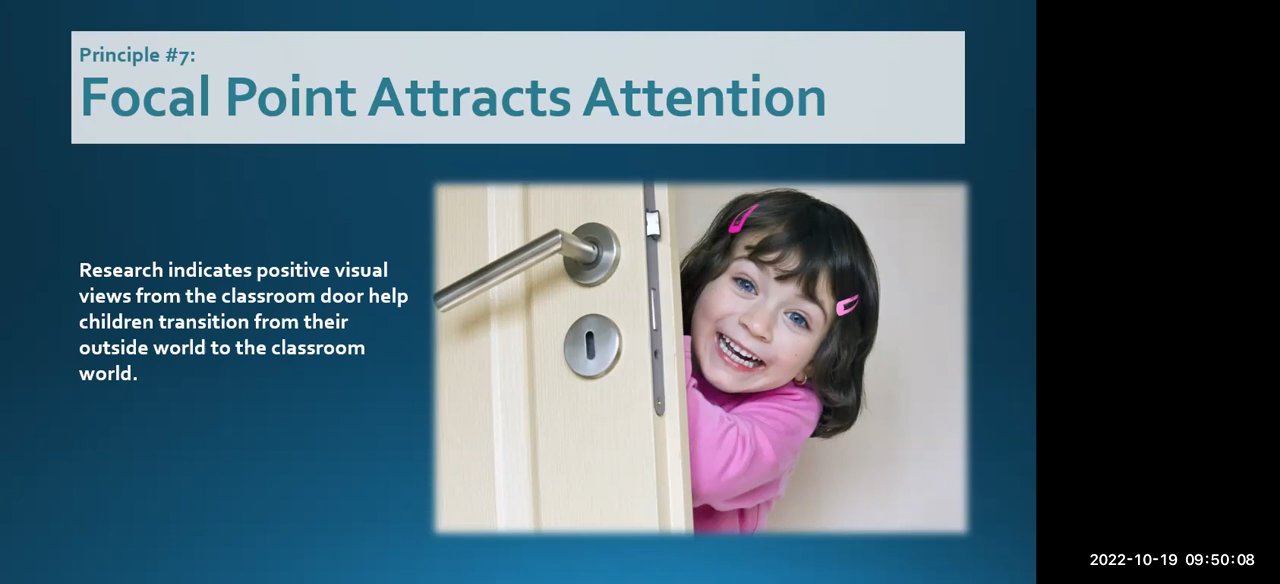 Principle #7:
Focal Point Attracts Attention
Research indicates positive visual
views from the classroom door help
children transition from their
outside world to the classroom
world.
2022-10-19 09:50:08